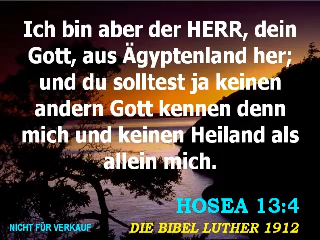 Ich bin aber der HERR, dein
Gott, aus Ägyptenland her;
und du solltest ja keinen
andern Gott kennen denn
mich und keinen Heiland als
allein mich.
HOSEA 13:4
NICHT FÜR VERKAUF
DIE BIBEL LUTHER 1912